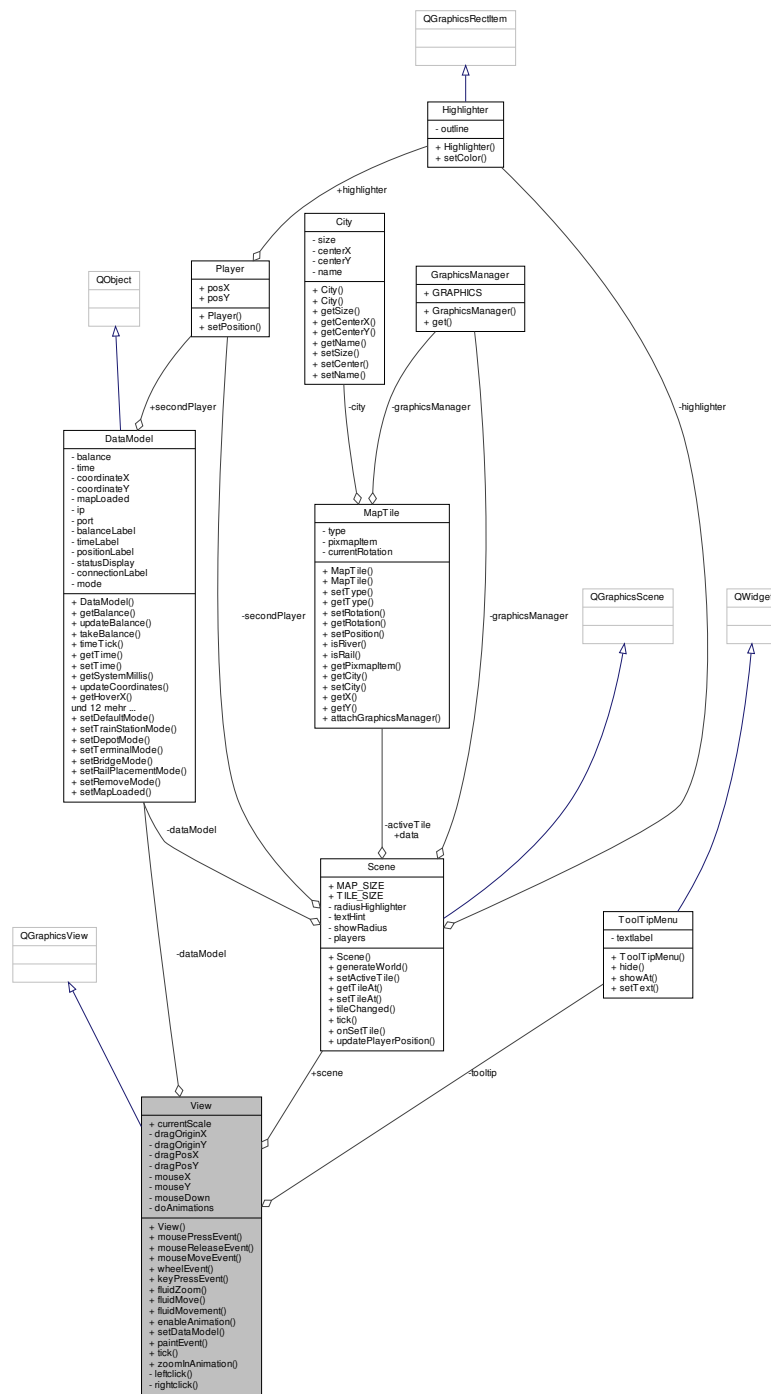 QGraphicsRectItem
Highlighter
- outline
+ Highlighter()
+ setColor()
+highlighter
City
- size
- centerX
- centerY
- name
+ City()
+ City()
+ getSize()
+ getCenterX()
+ getCenterY()
+ getName()
+ setSize()
+ setCenter()
+ setName()
Player
+ posX
+ posY
+ Player()
+ setPosition()
GraphicsManager
+ GRAPHICS
+ GraphicsManager()
+ get()
QObject
+secondPlayer
-city
-graphicsManager
-highlighter
DataModel
- balance
- time
- coordinateX
- coordinateY
- mapLoaded
- ip
- port
- balanceLabel
- timeLabel
- positionLabel
- statusDisplay
- connectionLabel
- mode
+ DataModel()
+ getBalance()
+ updateBalance()
+ takeBalance()
+ timeTick()
+ getTime()
+ setTime()
+ getSystemMillis()
+ updateCoordinates()
+ getHoverX()
und 12 mehr ...
+ setDefaultMode()
+ setTrainStationMode()
+ setDepotMode()
+ setTerminalMode()
+ setBridgeMode()
+ setRailPlacementMode()
+ setRemoveMode()
+ setMapLoaded()
MapTile
- type
- pixmapItem
- currentRotation
+ MapTile()
+ MapTile()
+ setType()
+ getType()
+ setRotation()
+ getRotation()
+ setPosition()
+ isRiver()
+ isRail()
+ getPixmapItem()
+ getCity()
+ setCity()
+ getX()
+ getY()
+ attachGraphicsManager()
-secondPlayer
-graphicsManager
QGraphicsScene
QWidget
-dataModel
-activeTile
+data
Scene
+ MAP_SIZE
+ TILE_SIZE
- radiusHighlighter
- textHint
- showRadius
- players
+ Scene()
+ generateWorld()
+ setActiveTile()
+ getTileAt()
+ setTileAt()
+ tileChanged()
+ tick()
+ onSetTile()
+ updatePlayerPosition()
ToolTipMenu
- textlabel
+ ToolTipMenu()
+ hide()
+ showAt()
+ setText()
QGraphicsView
-dataModel
+scene
-tooltip
View
+ currentScale
- dragOriginX
- dragOriginY
- dragPosX
- dragPosY
- mouseX
- mouseY
- mouseDown
- doAnimations
+ View()
+ mousePressEvent()
+ mouseReleaseEvent()
+ mouseMoveEvent()
+ wheelEvent()
+ keyPressEvent()
+ fluidZoom()
+ fluidMove()
+ fluidMovement()
+ enableAnimation()
+ setDataModel()
+ paintEvent()
+ tick()
+ zoomInAnimation()
- leftclick()
- rightclick()